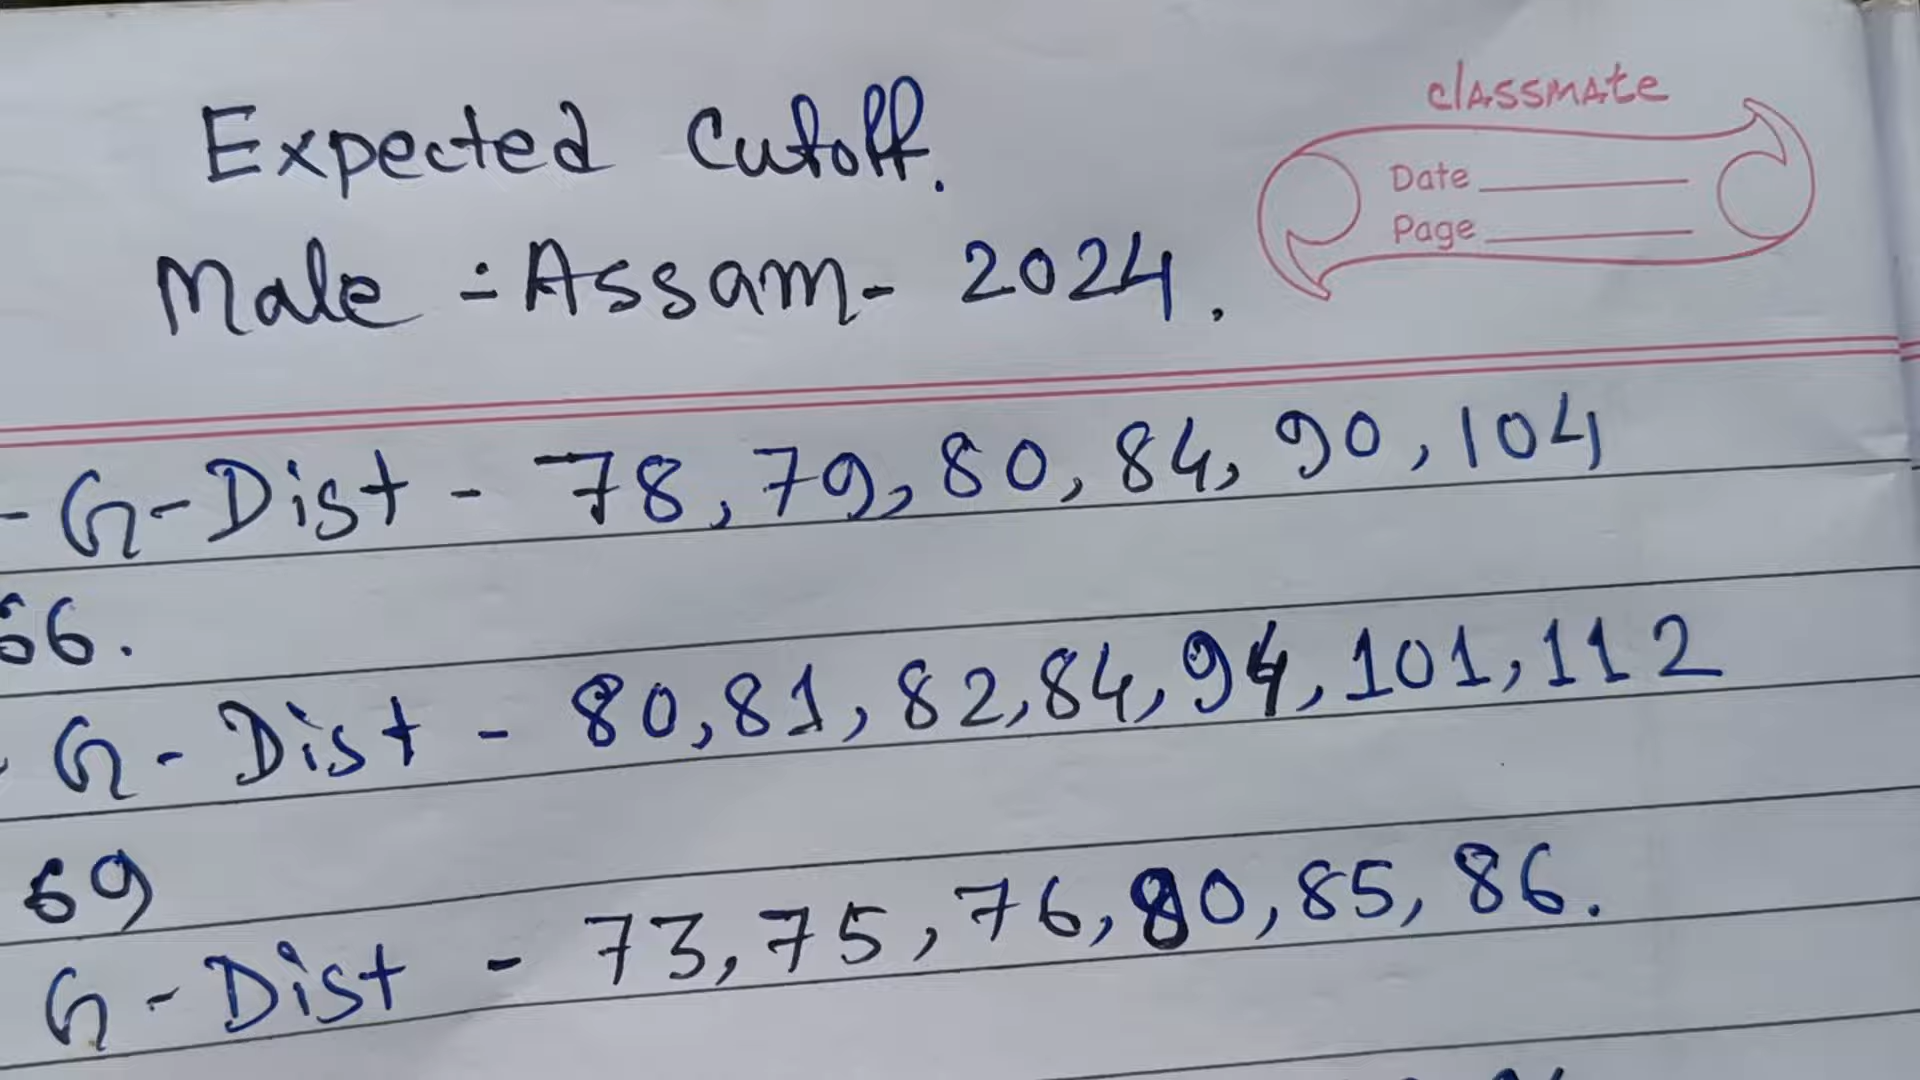 classmate
Expected Cutoff.
Date
Page
Male :- Assam - 2024.
- G - Dist - 78, 79, 80, 84, 90, 104
66.
G - Dist - 80, 81, 82, 84, 94, 101, 112
69
G - Dist - 73, 75, 76, 80, 85, 86.